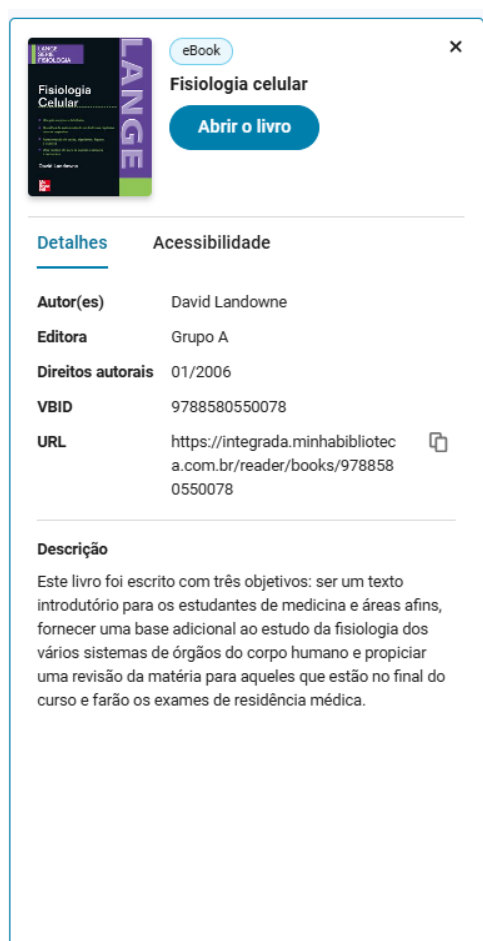 LANGE
SÉRIE
FISIOLOGIA
LANGE
Fisiologia
Celular
David Landowne
eBook
Fisiologia celular
Abrir o livro
Detalhes Acessibilidade
Autor(es) David Landowne
Editora Grupo A
Direitos autorais 01/2006
VBID 9788580550078
URL https://integrada.minhabibliotec
a.com.br/reader/books/978858
0550078
Descrição
Este livro foi escrito com três objetivos: ser um texto
introdutório para os estudantes de medicina e áreas afins,
fornecer uma base adicional ao estudo da fisiologia dos
vários sistemas de órgãos do corpo humano e propiciar
uma revisão da matéria para aqueles que estão no final do
curso e farão os exames de residência médica.